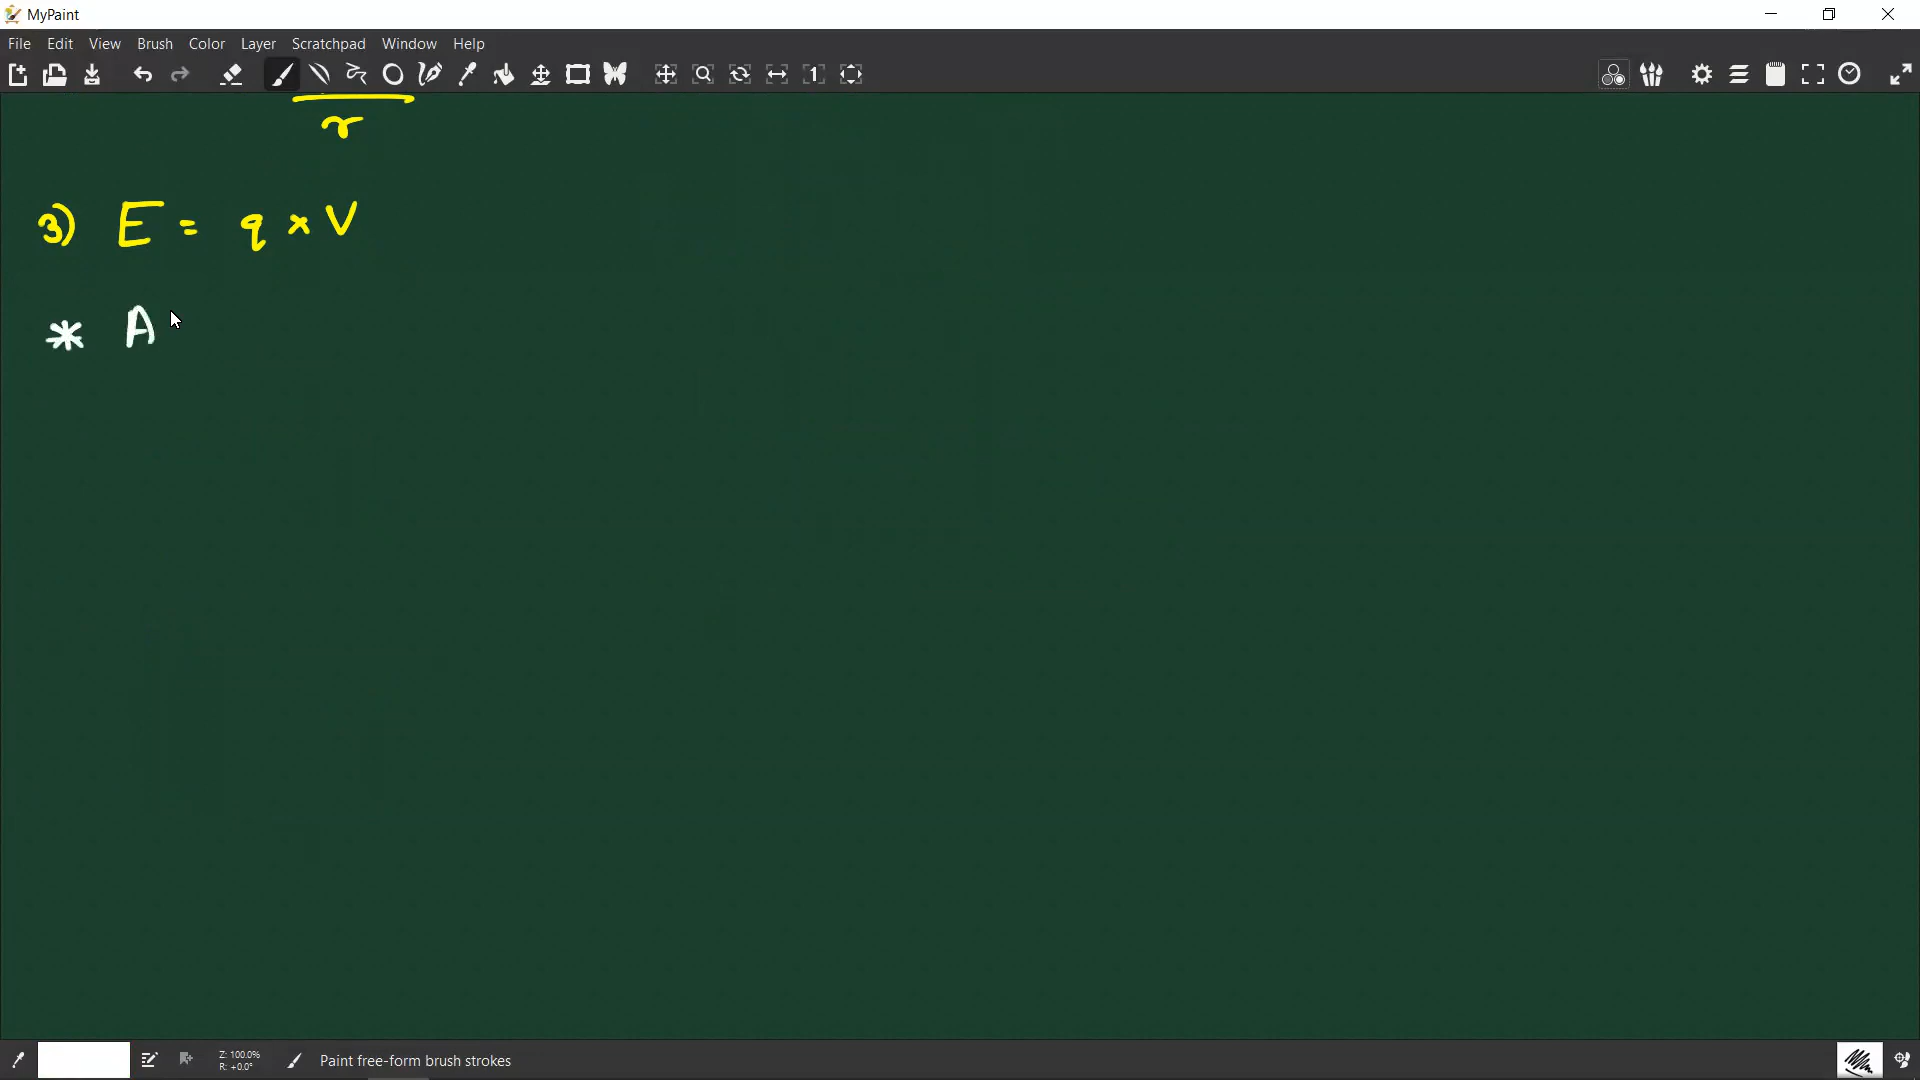 MyPaint
File Edit View Brush Color Layer Scratchpad Window Help
r
3) E = q × V
* A
Z: 100.0%
R: +0.0°
Paint free-form brush strokes